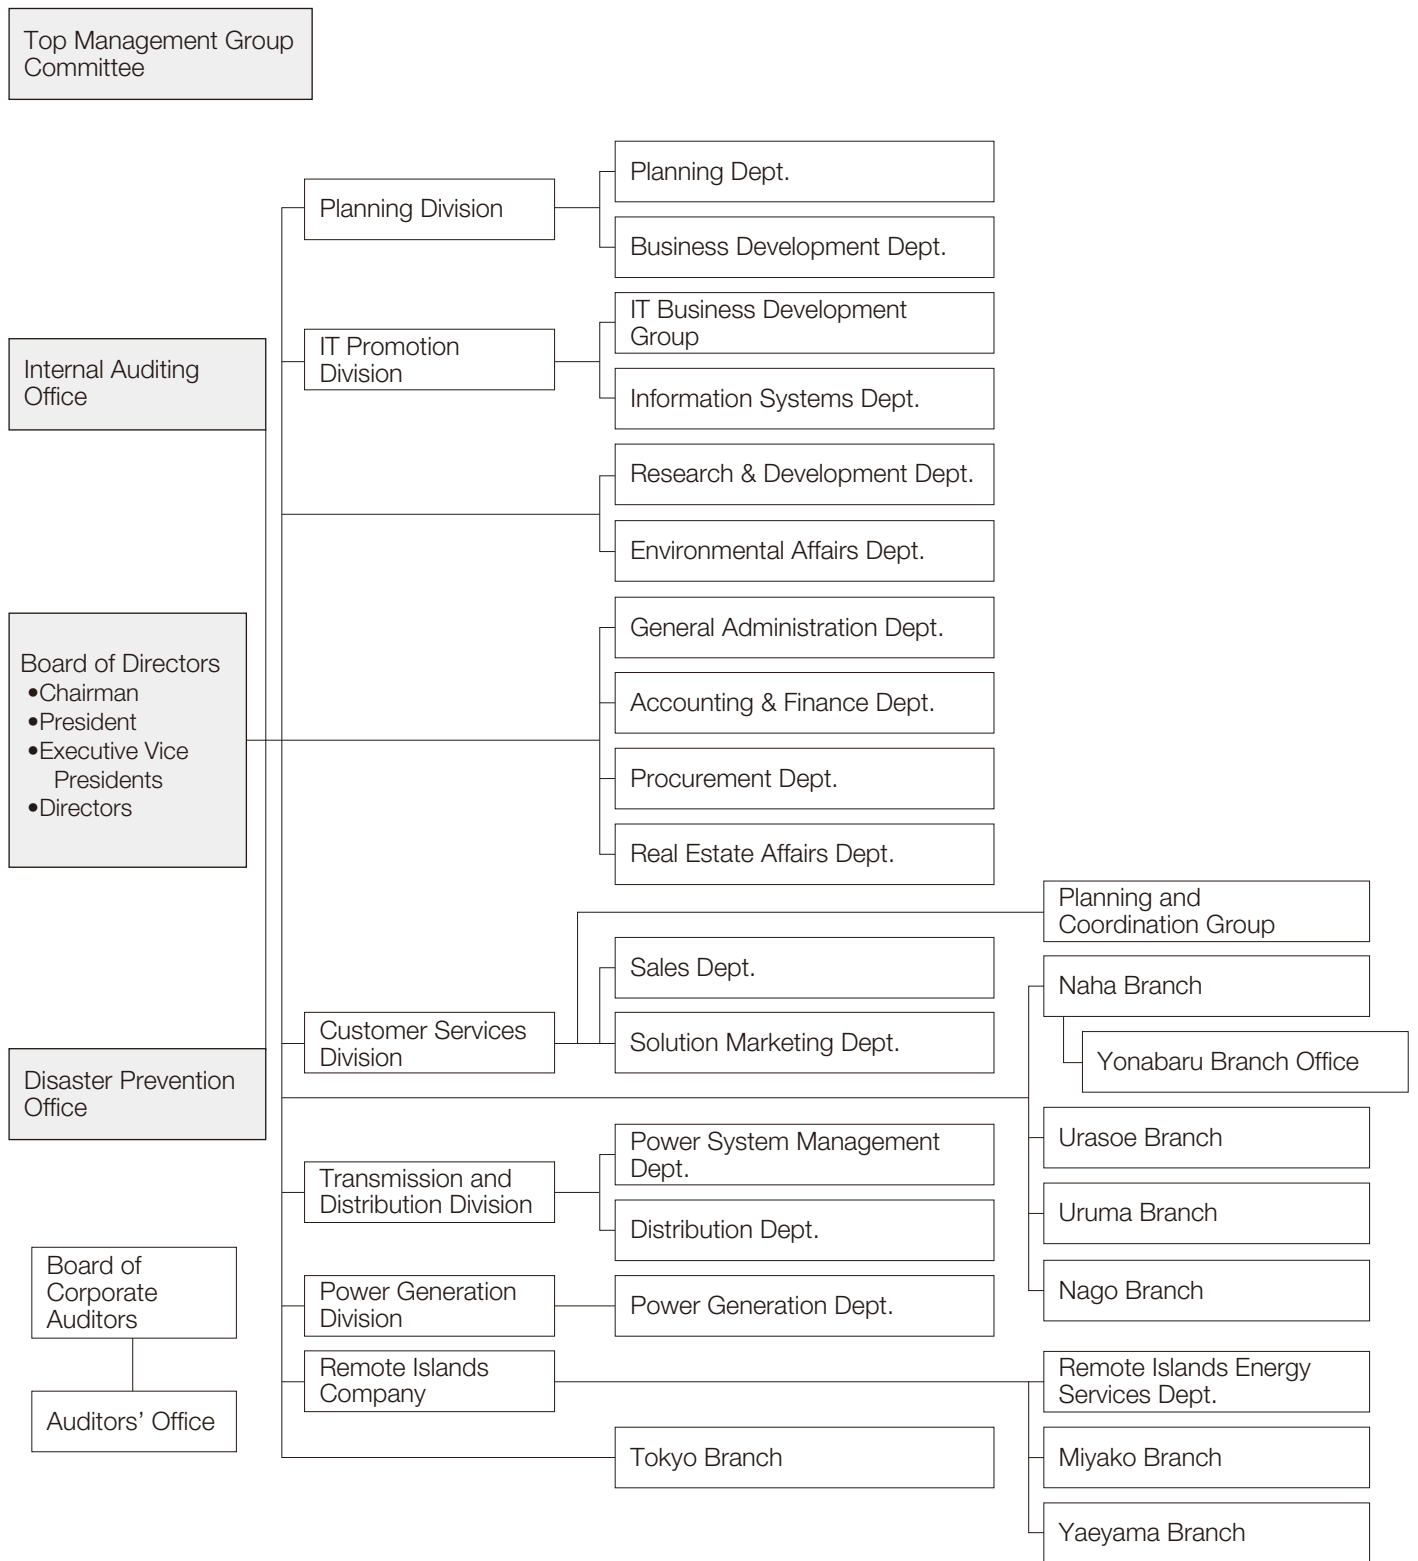 Top Management Group
Committee
Planning Division
Planning Dept.
Business Development Dept.
IT Promotion
Division
IT Business Development
Group
Information Systems Dept.
Internal Auditing
Office
Research & Development Dept.
Environmental Affairs Dept.
Board of Directors
•Chairman
•President
•Executive Vice
Presidents
•Directors
General Administration Dept.
Accounting & Finance Dept.
Procurement Dept.
Real Estate Affairs Dept.
Planning and
Coordination Group
Customer Services
Division
Sales Dept.
Solution Marketing Dept.
Naha Branch
Yonabaru Branch Office
Urasoe Branch
Uruma Branch
Nago Branch
Disaster Prevention
Office
Transmission and
Distribution Division
Power System Management
Dept.
Distribution Dept.
Power Generation
Division
Power Generation Dept.
Board of
Corporate
Auditors
Auditors’ Office
Remote Islands
Company
Remote Islands Energy
Services Dept.
Miyako Branch
Yaeyama Branch
Tokyo Branch